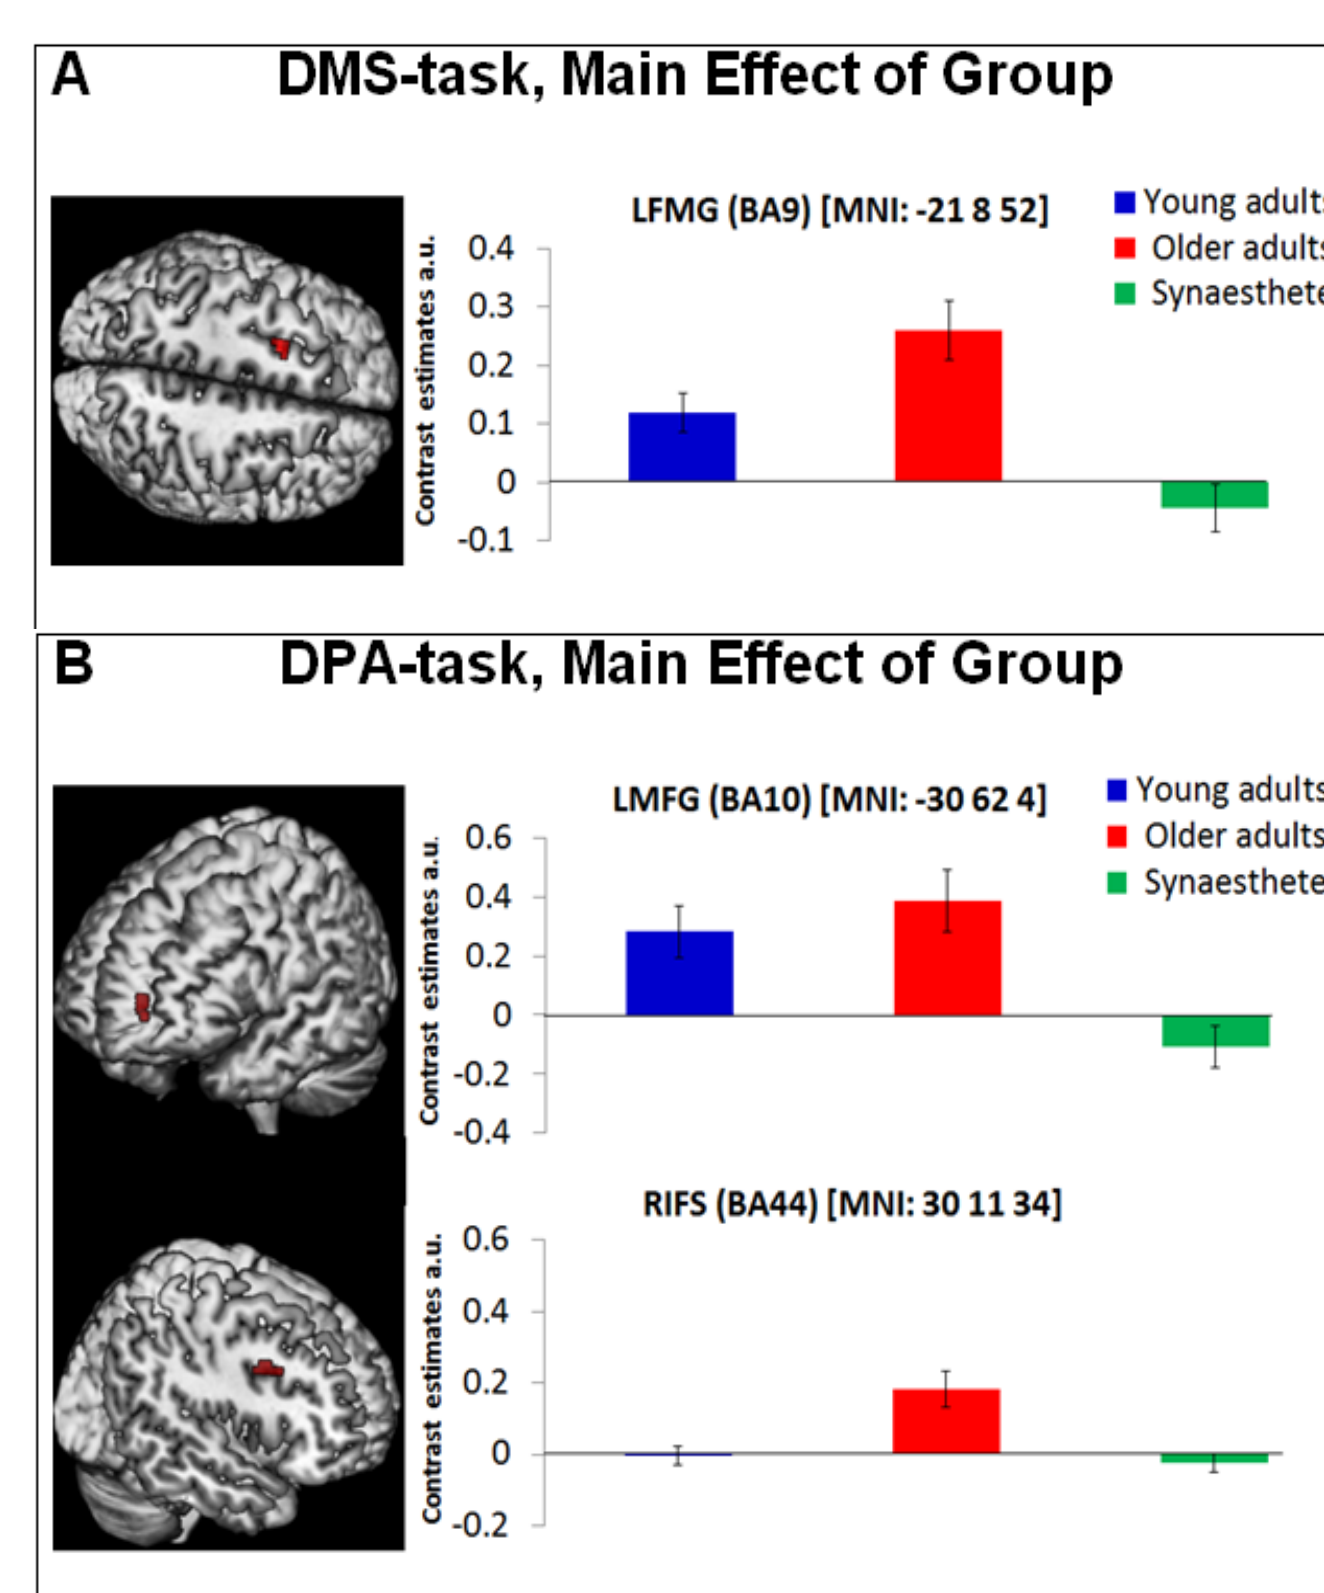 A DMS-task, Main Effect of Group
LFMG (BA9) [MNI: -21 8 52]
Young adults
Older adults
Synaesthete
Contrast estimates a.u.
0.4
0.3
0.2
0.1
0
-0.1
B DPA-task, Main Effect of Group
LMFG (BA10) [MNI: -30 62 4]
Young adults
Older adults
Synaesthete
Contrast estimates a.u.
0.6
0.4
0.2
0
-0.2
-0.4
RIFS (BA44) [MNI: 30 11 34]
Contrast estimates a.u.
0.6
0.4
0.2
0
-0.2